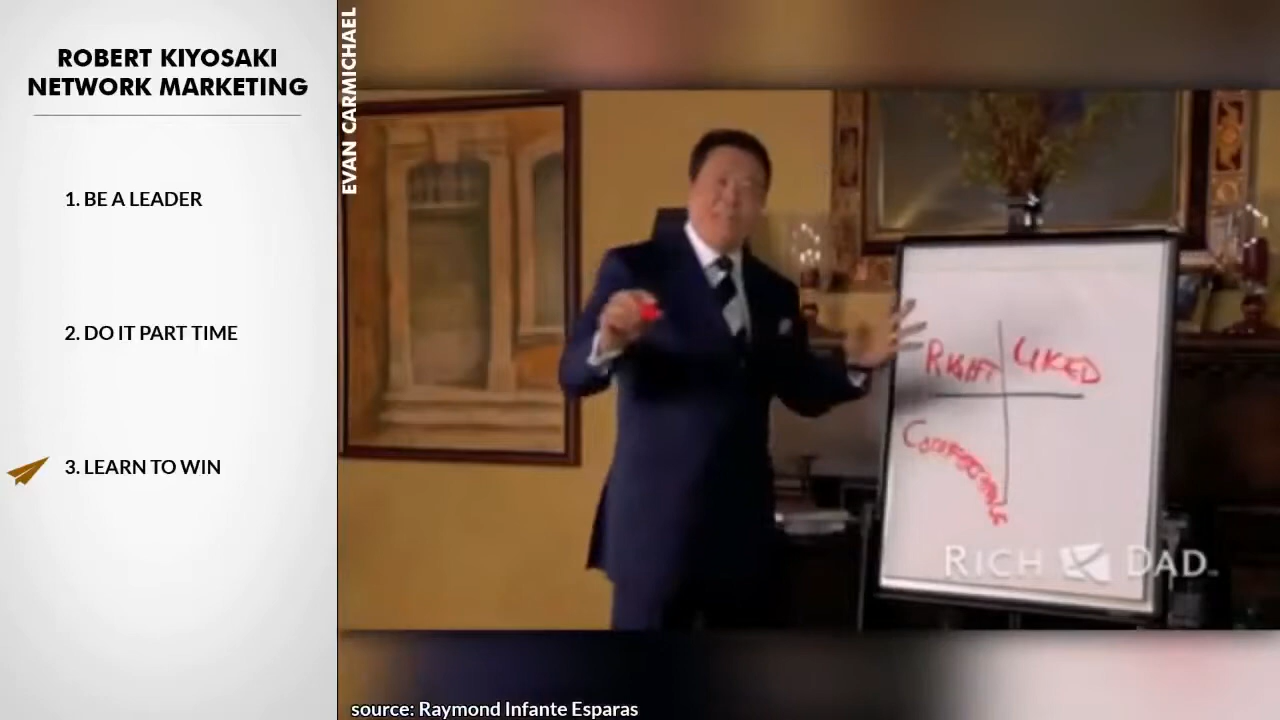 ROBERT KIYOSAKI
NETWORK MARKETING
1. BE A LEADER
2. DO IT PART TIME
3. LEARN TO WIN
EVAN CARMICHAEL
RIGHT LIKED
COMFORTABLE
RICH DAD
source: Raymond Infante Esparas